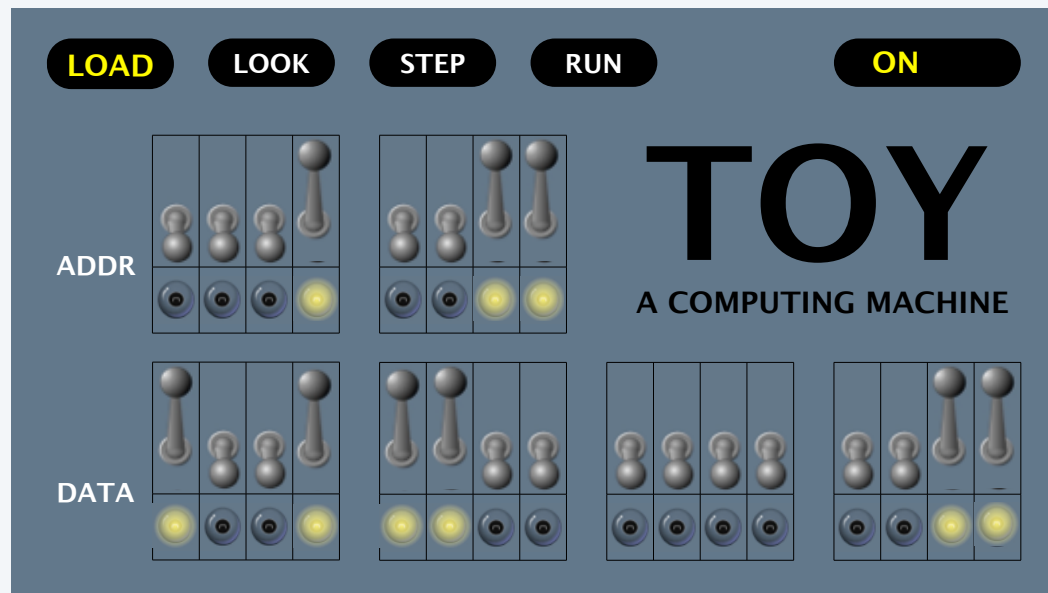 LOAD LOOK STEP RUN ON
TOY
ADDR
A COMPUTING MACHINE
DATA